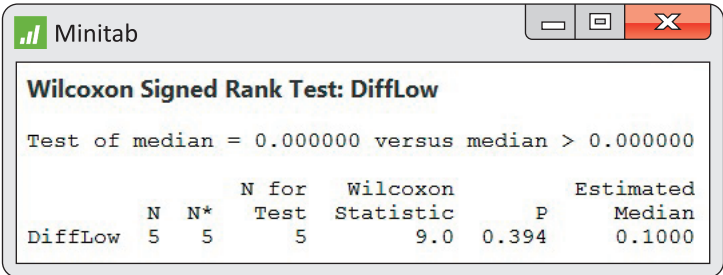 Minitab
Wilcoxon Signed Rank Test: DiffLow
Test of median = 0.000000 versus median > 0.000000
N for Wilcoxon Estimated
N N* Test Statistic P Median
DiffLow 5 5 5 9.0 0.394 0.1000